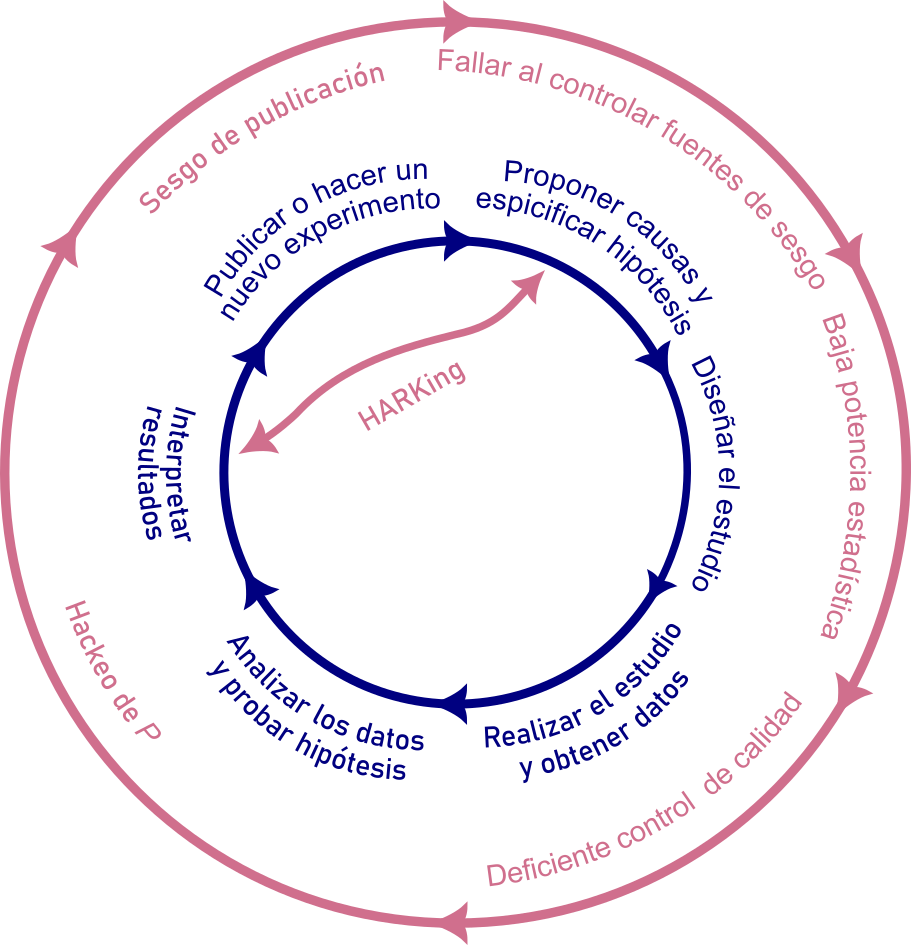 Fallar al controlar fuentes de sesgo
Baja potencia estadística
Deficiente control de calidad
Hackeo de P
Sesgo de publicación
Proponer causas y
espicificar hipótesis
Diseñar el estudio
Realizar el estudio
y obtener datos
Analizar los datos
y probar hipótesis
Interpretar
resultados
Publicar o hacer un
nuevo experimento
HARKing